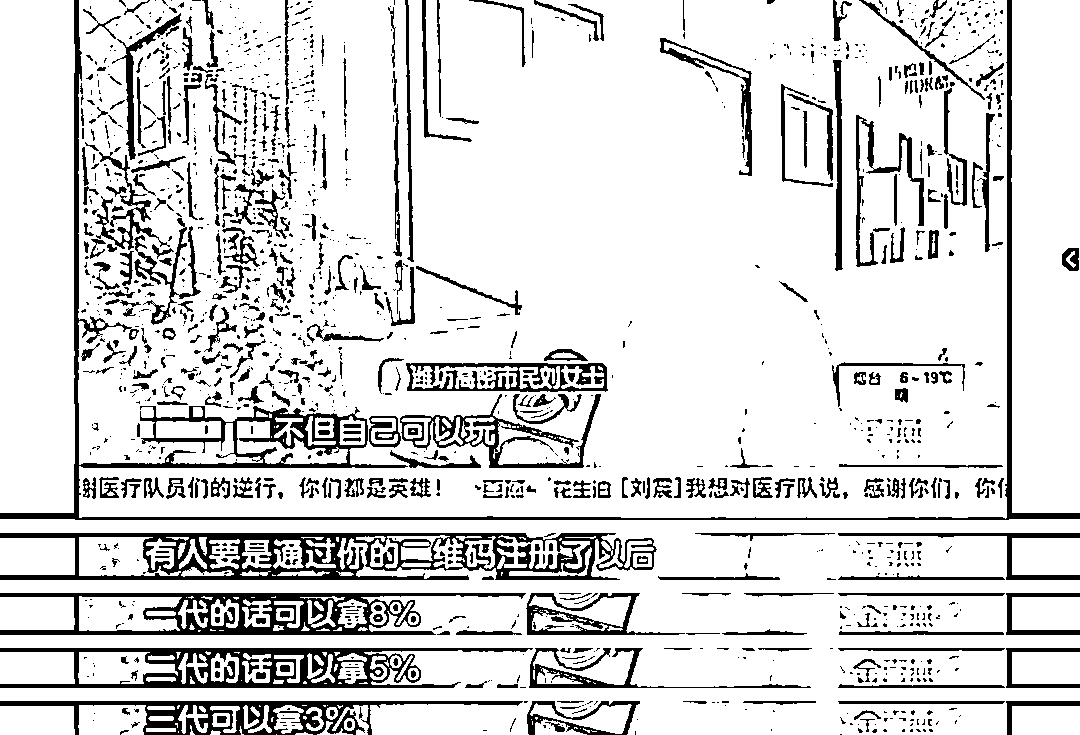 潍坊高密市民刘女士
烟台 6~19℃
晴
不但自己可以玩
谢医疗队员们的逆行，你们都是英雄！ 花生油 [刘震]我想对医疗队说，感谢你们，你们
有人要是通过你的二维码注册了以后
一代的话可以拿8%
二代的话可以拿5%
三代可以拿3%